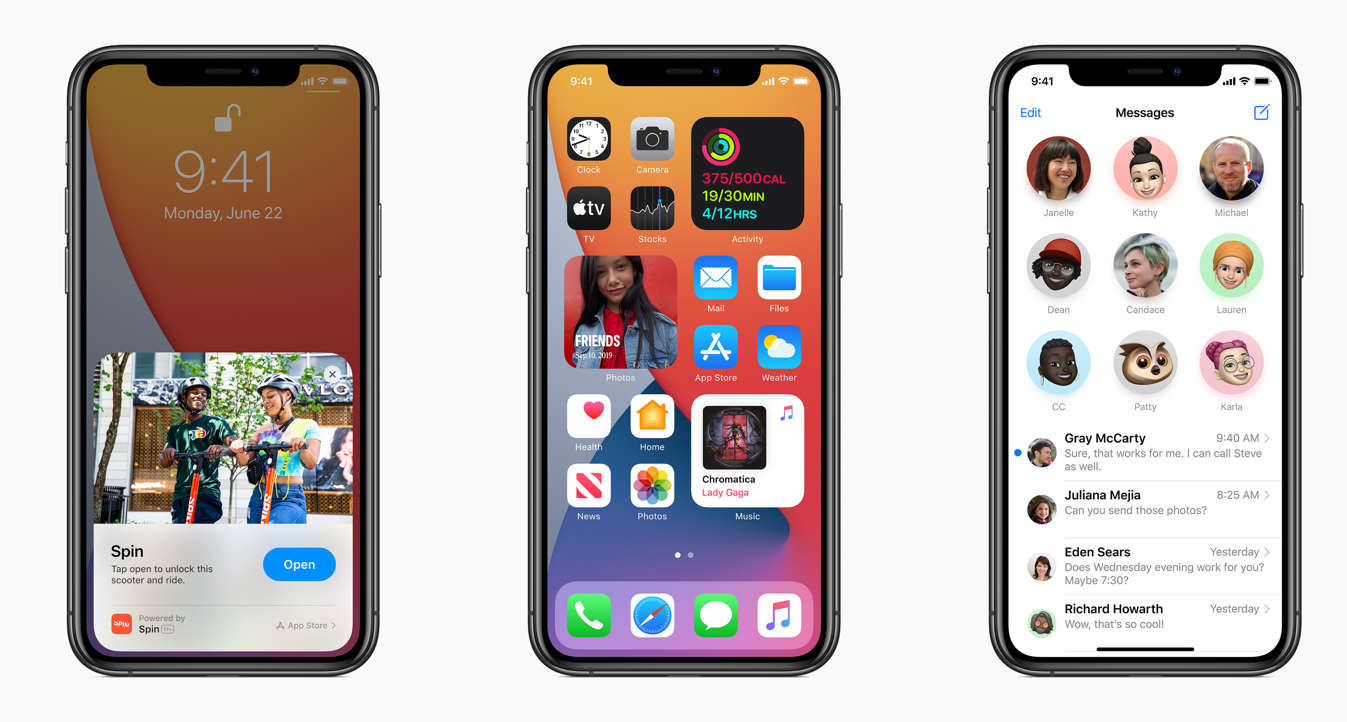 9:41
Monday, June 22
VLG
Spin
Tap open to unlock this
scooter and ride.
Open
Powered by
Spin 17+
App Store
9:41
Clock
Camera
tv
TV
Stocks
375/500CAL
19/30MIN
4/12HRS
Activity
FRIENDS
Sep 10, 2019
Photos
Mail
Files
App Store
Weather
Health
Home
Chromatica
Lady Gaga
Music
News
Photos
9:41
Edit
Messages
Janelle
Kathy
Michael
Dean
Candace
Lauren
CC
Patty
Karla
Gray McCarty
9:40 AM
Sure, that works for me. I can call Steve
as well.
Juliana Mejia
8:25 AM
Can you send those photos?
Eden Sears
Yesterday
Does Wednesday evening work for you?
Maybe 7:30?
Richard Howarth
Yesterday
Wow, that's so cool!